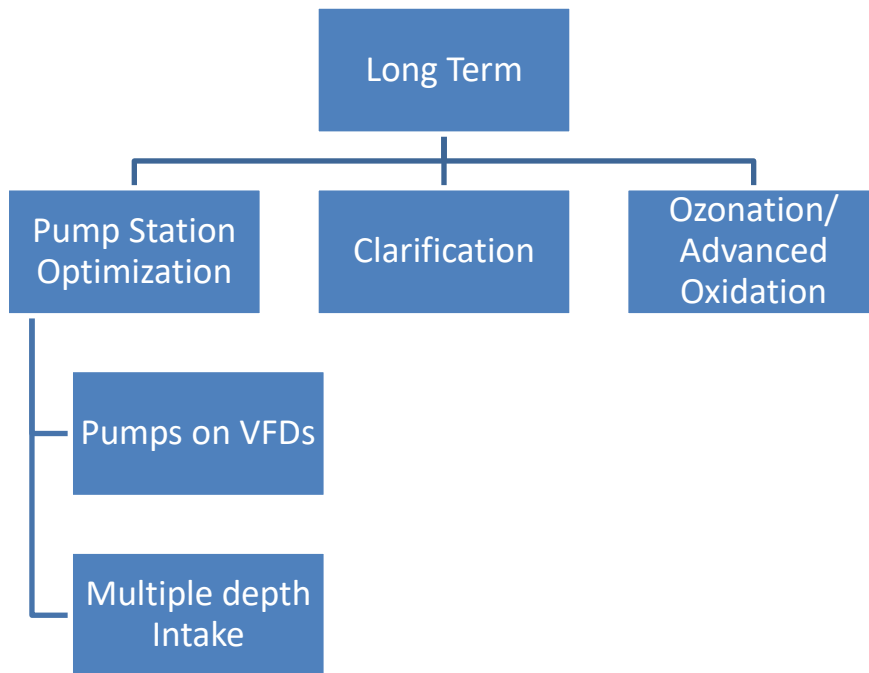 Long Term
Pump Station
Optimization
Clarification
Ozonation/
Advanced
Oxidation
Pumps on VFDs
Multiple depth
Intake